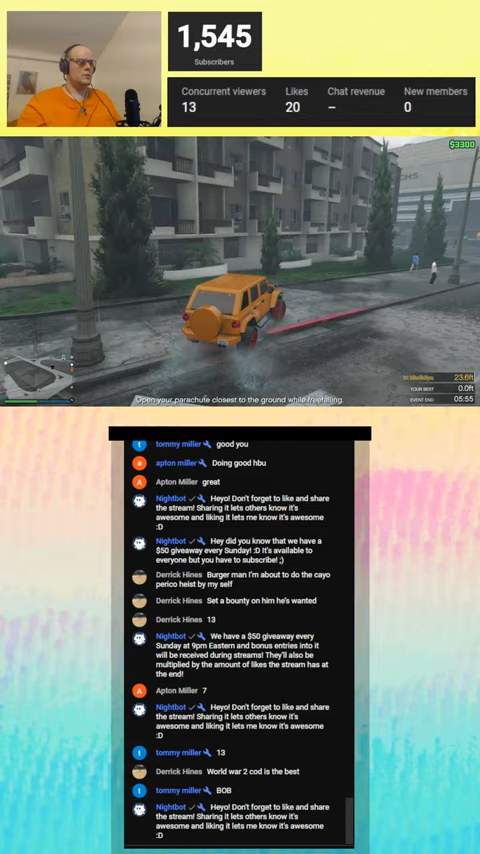 1,545
Subscribers
Concurrent viewers
13
Likes
20
Chat revenue
–
New members
0
$3300
CHS
Open your parachute closest to the ground while freefalling.
23.6ft
YOUR BEST 0.0ft
EVENT END: 05:55
tommy miller good you
apton miller Doing good hbu
Apton Miller great
Nightbot Heyo! Don't forget to like and share
the stream! Sharing it lets others know it's
awesome and liking it lets me know it's awesome
:D
Nightbot Hey did you know that we have a
$50 giveaway every Sunday! :D It's available to
everyone but you have to subscribe! ;)
Derrick Hines Burger man I'm about to do the cayo
perico heist by my self
Derrick Hines Set a bounty on him he's wanted
Derrick Hines 13
Nightbot We have a $50 giveaway every
Sunday at 9pm Eastern and bonus entries into it
will be received during streams! They'll also be
multiplied by the amount of likes the stream has at
the end!
Apton Miller 7
Nightbot Heyo! Don't forget to like and share
the stream! Sharing it lets others know it's
awesome and liking it lets me know it's awesome
:D
tommy miller 13
Derrick Hines World war 2 cod is the best
tommy miller BOB
Nightbot Heyo! Don't forget to like and share
the stream! Sharing it lets others know it's
awesome and liking it lets me know it's awesome
:D